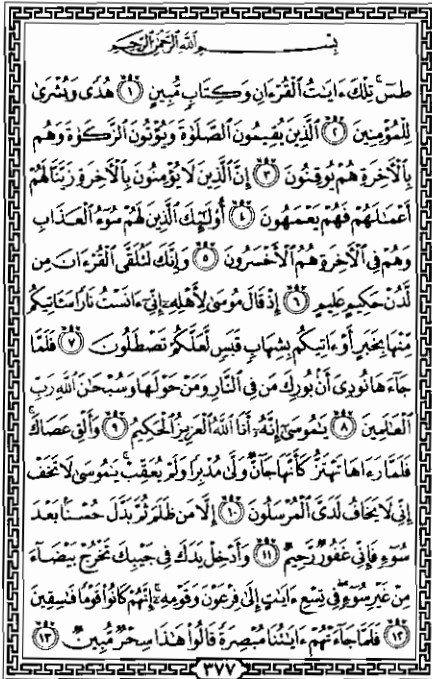 بِسْمِ اللَّهِ الرَّحْمَٰنِ الرَّحِيمِ
طسٓ ۚ تِلْكَ ءَايَٰتُ ٱلْقُرْءَانِ وَكِتَابٍ مُّبِينٍ ١ هُدًى وَبُشْرَىٰ
لِلْمُؤْمِنِينَ ٢ ٱلَّذِينَ يُقِيمُونَ ٱلصَّلَوٰةَ وَيُؤْتُونَ ٱلزَّكَوٰةَ وَهُم
بِٱلْءَاخِرَةِ هُمْ يُوقِنُونَ ٣ إِنَّ ٱلَّذِينَ لَا يُؤْمِنُونَ بِٱلْءَاخِرَةِ زَيَّنَّا لَهُمْ
أَعْمَٰلَهُمْ فَهُمْ يَعْمَهُونَ ٤ أُو۟لَٰٓئِكَ ٱلَّذِينَ لَهُمْ سُوٓءُ ٱلْعَذَابِ
وَهُمْ فِى ٱلْءَاخِرَةِ هُمُ ٱلْأَخْسَرُونَ ٥ وَإِنَّكَ لَتُلَقَّى ٱلْقُرْءَانَ مِن
لَّدُنْ حَكِيمٍ عَلِيمٍ ٦ إِذْ قَالَ مُوسَىٰ لِأَهْلِهِۦٓ إِنِّىٓ ءَانَسْتُ نَارًا سَـَٔاتِيكُم
مِّنْهَا بِخَبَرٍ أَوْ ءَاتِيكُم بِشِهَابٍ قَبَسٍ لَّعَلَّكُمْ تَصْطَلُونَ ٧ فَلَمَّا
جَآءَهَا نُودِىَ أَنۢ بُورِكَ مَن فِى ٱلنَّارِ وَمَنْ حَوْلَهَا وَسُبْحَٰنَ ٱللَّهِ رَبِّ
ٱلْعَٰلَمِينَ ٨ يَٰمُوسَىٰٓ إِنَّهُۥٓ أَنَا ٱللَّهُ ٱلْعَزِيزُ ٱلْحَكِيمُ ٩ وَأَلْقِ عَصَاكَ ۚ
فَلَمَّا رَءَاهَا تَهْتَزُّ كَأَنَّهَا جَآنٌّ وَلَّىٰ مُدْبِرًا وَلَمْ يُعَقِّبْ ۚ يَٰمُوسَىٰ لَا تَخَفْ
إِنِّى لَا يَخَافُ لَدَىَّ ٱلْمُرْسَلُونَ ١٠ إِلَّا مَن ظَلَمَ ثُمَّ بَدَّلَ حُسْنًۢا بَعْدَ
سُوٓءٍ فَإِنِّى غَفُورٌ رَّحِيمٌ ١١ وَأَدْخِلْ يَدَكَ فِى جَيْبِكَ تَخْرُجْ بَيْضَآءَ
مِنْ غَيْرِ سُوٓءٍ ۖ فِى تِسْعِ ءَايَٰتٍ إِلَىٰ فِرْعَوْنَ وَقَوْمِهِۦٓ ۚ إِنَّهُمْ كَانُوا۟ قَوْمًا فَٰسِقِينَ
١٢ فَلَمَّا جَآءَتْهُمْ ءَايَٰتُنَا مُبْصِرَةً قَالُوا۟ هَٰذَا سِحْرٌ مُّبِينٌ ١٣
٣٧٧